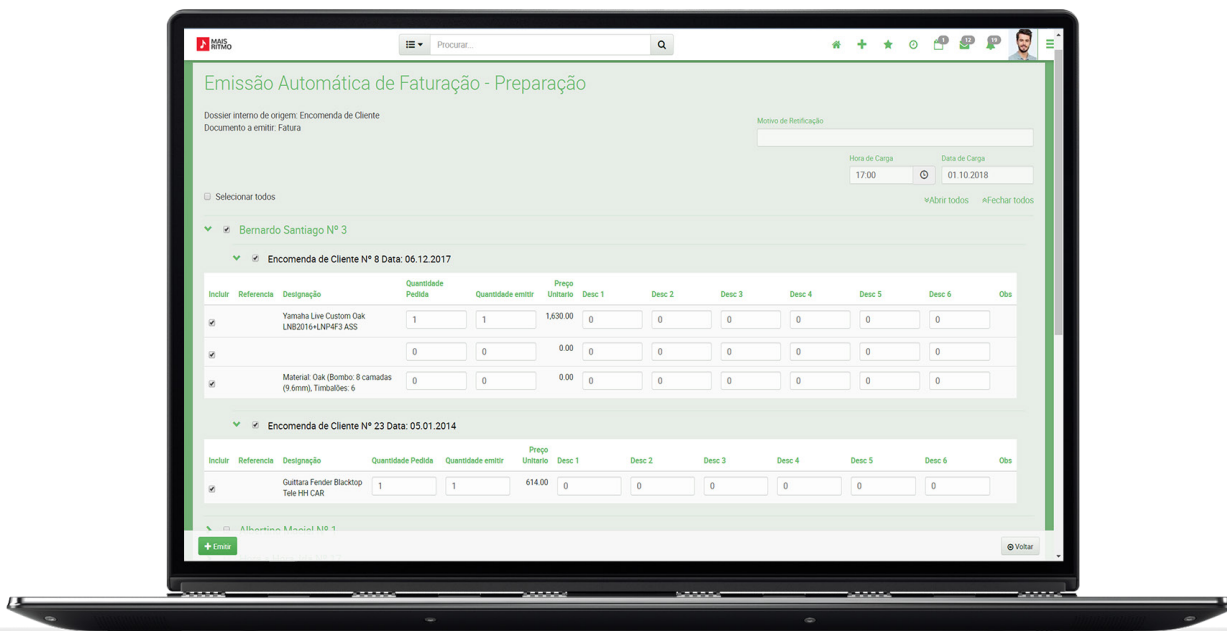 MAIS
RITMO
Procurar...
1
12
19
Emissão Automática de Faturação - Preparação
Dossier interno de origem: Encomenda de Cliente
Documento a emitir: Fatura
Motivo de Retificação
Hora de Carga Data de Carga
17:00 01.10.2018
Selecionar todos
Abrir todos Fechar todos
Bernardo Santiago Nº 3
Encomenda de Cliente Nº 8 Data: 06.12.2017
Incluir Referencia Designação Quantidade Pedida Quantidade emitir Preço Unitario Desc 1 Desc 2 Desc 3 Desc 4 Desc 5 Desc 6 Obs
Yamaha Live Custom Oak
LNB2016+LNP4F3 ASS
1 1 1,630.00 0 0 0 0 0 0
0 0 0.00 0 0 0 0 0 0
Material: Oak (Bombo: 8 camadas
(9.6mm), Timbalões: 6
0 0 0.00 0 0 0 0 0 0
Encomenda de Cliente Nº 23 Data: 05.01.2014
Incluir Referencia Designação Quantidade Pedida Quantidade emitir Preço Unitario Desc 1 Desc 2 Desc 3 Desc 4 Desc 5 Desc 6 Obs
Guittara Fender Blacktop
Tele HH CAR
1 1 614.00 0 0 0 0 0 0
Albertino Maciel Nº 1
Emitir
Voltar